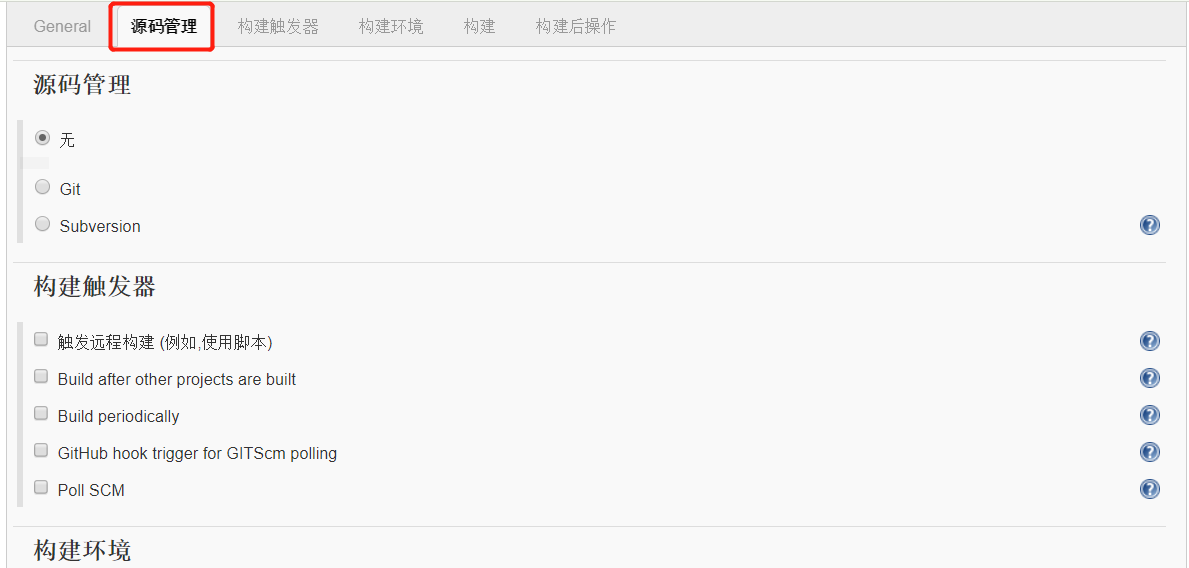 General 源码管理 构建触发器 构建环境 构建 构建后操作
源码管理
无
Git
Subversion
构建触发器
触发远程构建 (例如,使用脚本)
Build after other projects are built
Build periodically
GitHub hook trigger for GITScm polling
Poll SCM
构建环境